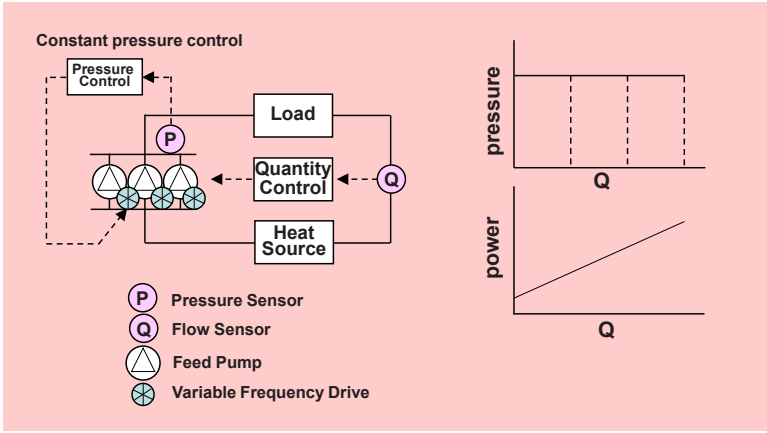 Constant pressure control
Pressure
Control
P
Load
Quantity
Control
Q
Heat
Source
P
Pressure Sensor
Q
Flow Sensor
Feed Pump
Variable Frequency Drive
pressure
Q
power
Q